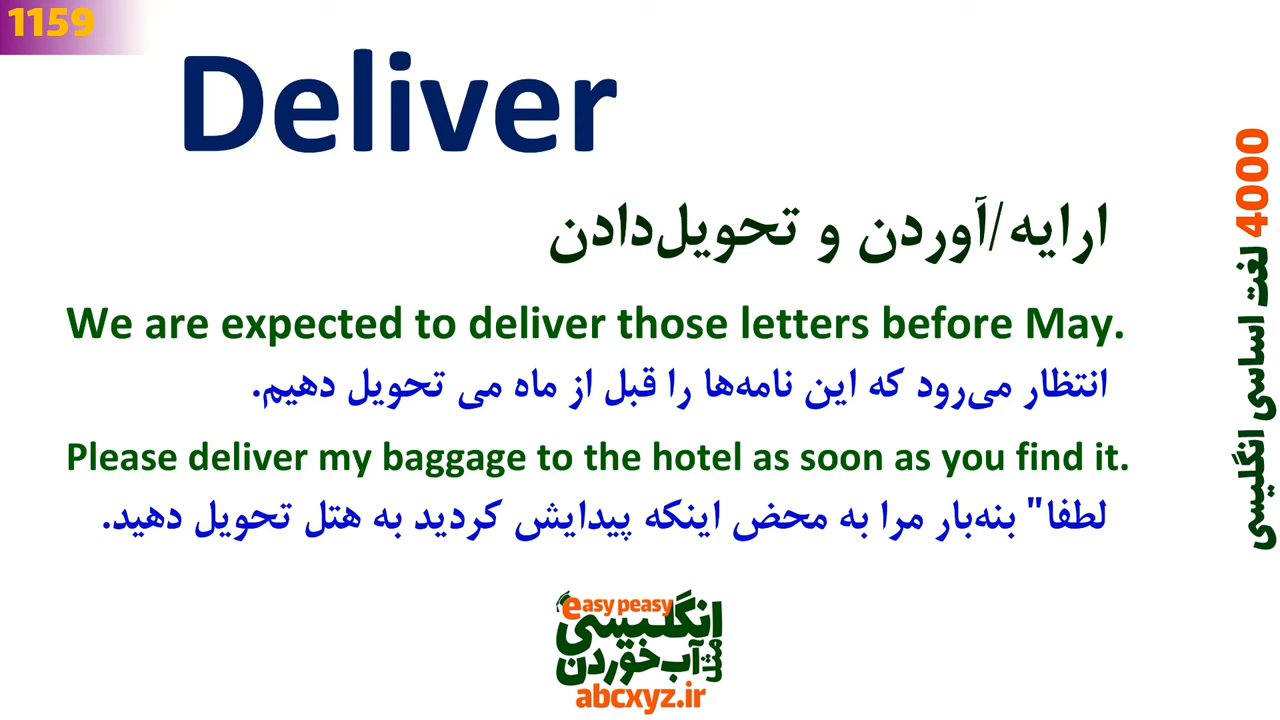 1159
Deliver
ارایه/آوردن و تحویل‌دادن
We are expected to deliver those letters before May.
انتظار می‌رود که این نامه‌ها را قبل از ماه می تحویل دهیم.
Please deliver my baggage to the hotel as soon as you find it.
لطفا" بنه‌بار مرا به محض اینکه پیدایش کردید به هتل تحویل دهید.
4000 لغت اساسی انگلیسی
easy peasy
انگلیسی
مثل آب خوردن
abcxyz.ir